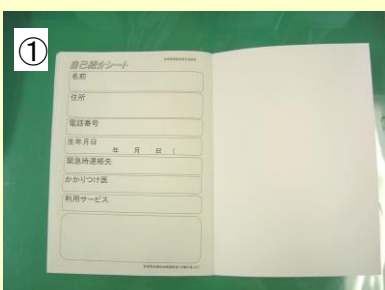 ①
自己紹介シート
名前
住所
電話番号
生年月日
年 月 日 (
緊急時連絡先
かかりつけ医
利用サービス